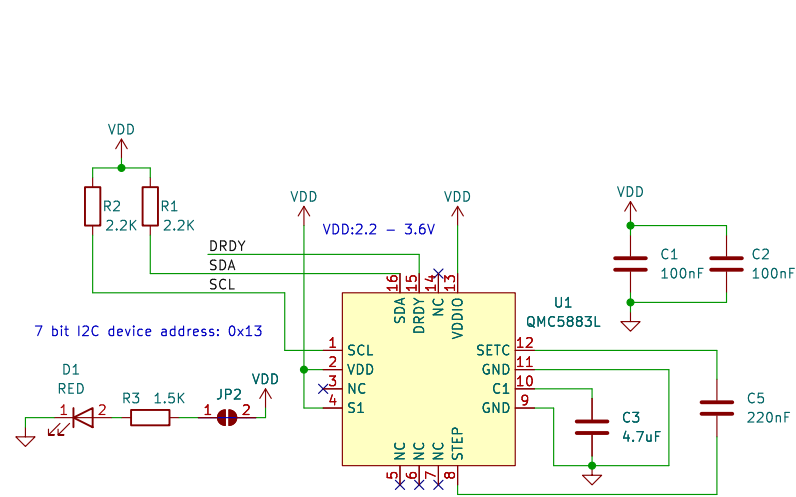 VDD
VDD
VDD
VDD
R2
2.2K
R1
2.2K
VDD:2.2 – 3.6V
DRDY
SDA
SCL
C1
100nF
C2
100nF
16
15
14
13
SDA
DRDY
NC
VDDIO
U1
QMC5883L
7 bit I2C device address: 0x13
1
SCL
2
VDD
3
NC
4
S1
SETC
12
GND
11
C1
10
GND
9
D1
RED
1
2
R3
1.5K
JP2
1
2
VDD
NC
NC
NC
STEP
5
6
7
8
C3
4.7uF
C5
220nF